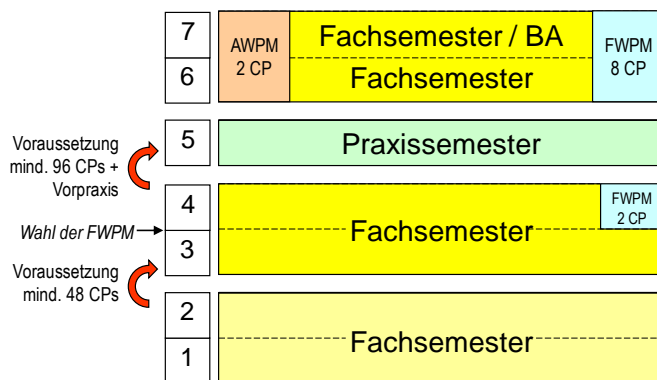 7
AWPM
2 CP
Fachsemester / BA
FWPM
8 CP
6
Fachsemester
Voraussetzung
mind. 96 CPs +
Vorpraxis
5
Praxissemester
4
FWPM
2 CP
Wahl der FWPM
Fachsemester
3
Voraussetzung
mind. 48 CPs
2
Fachsemester
1